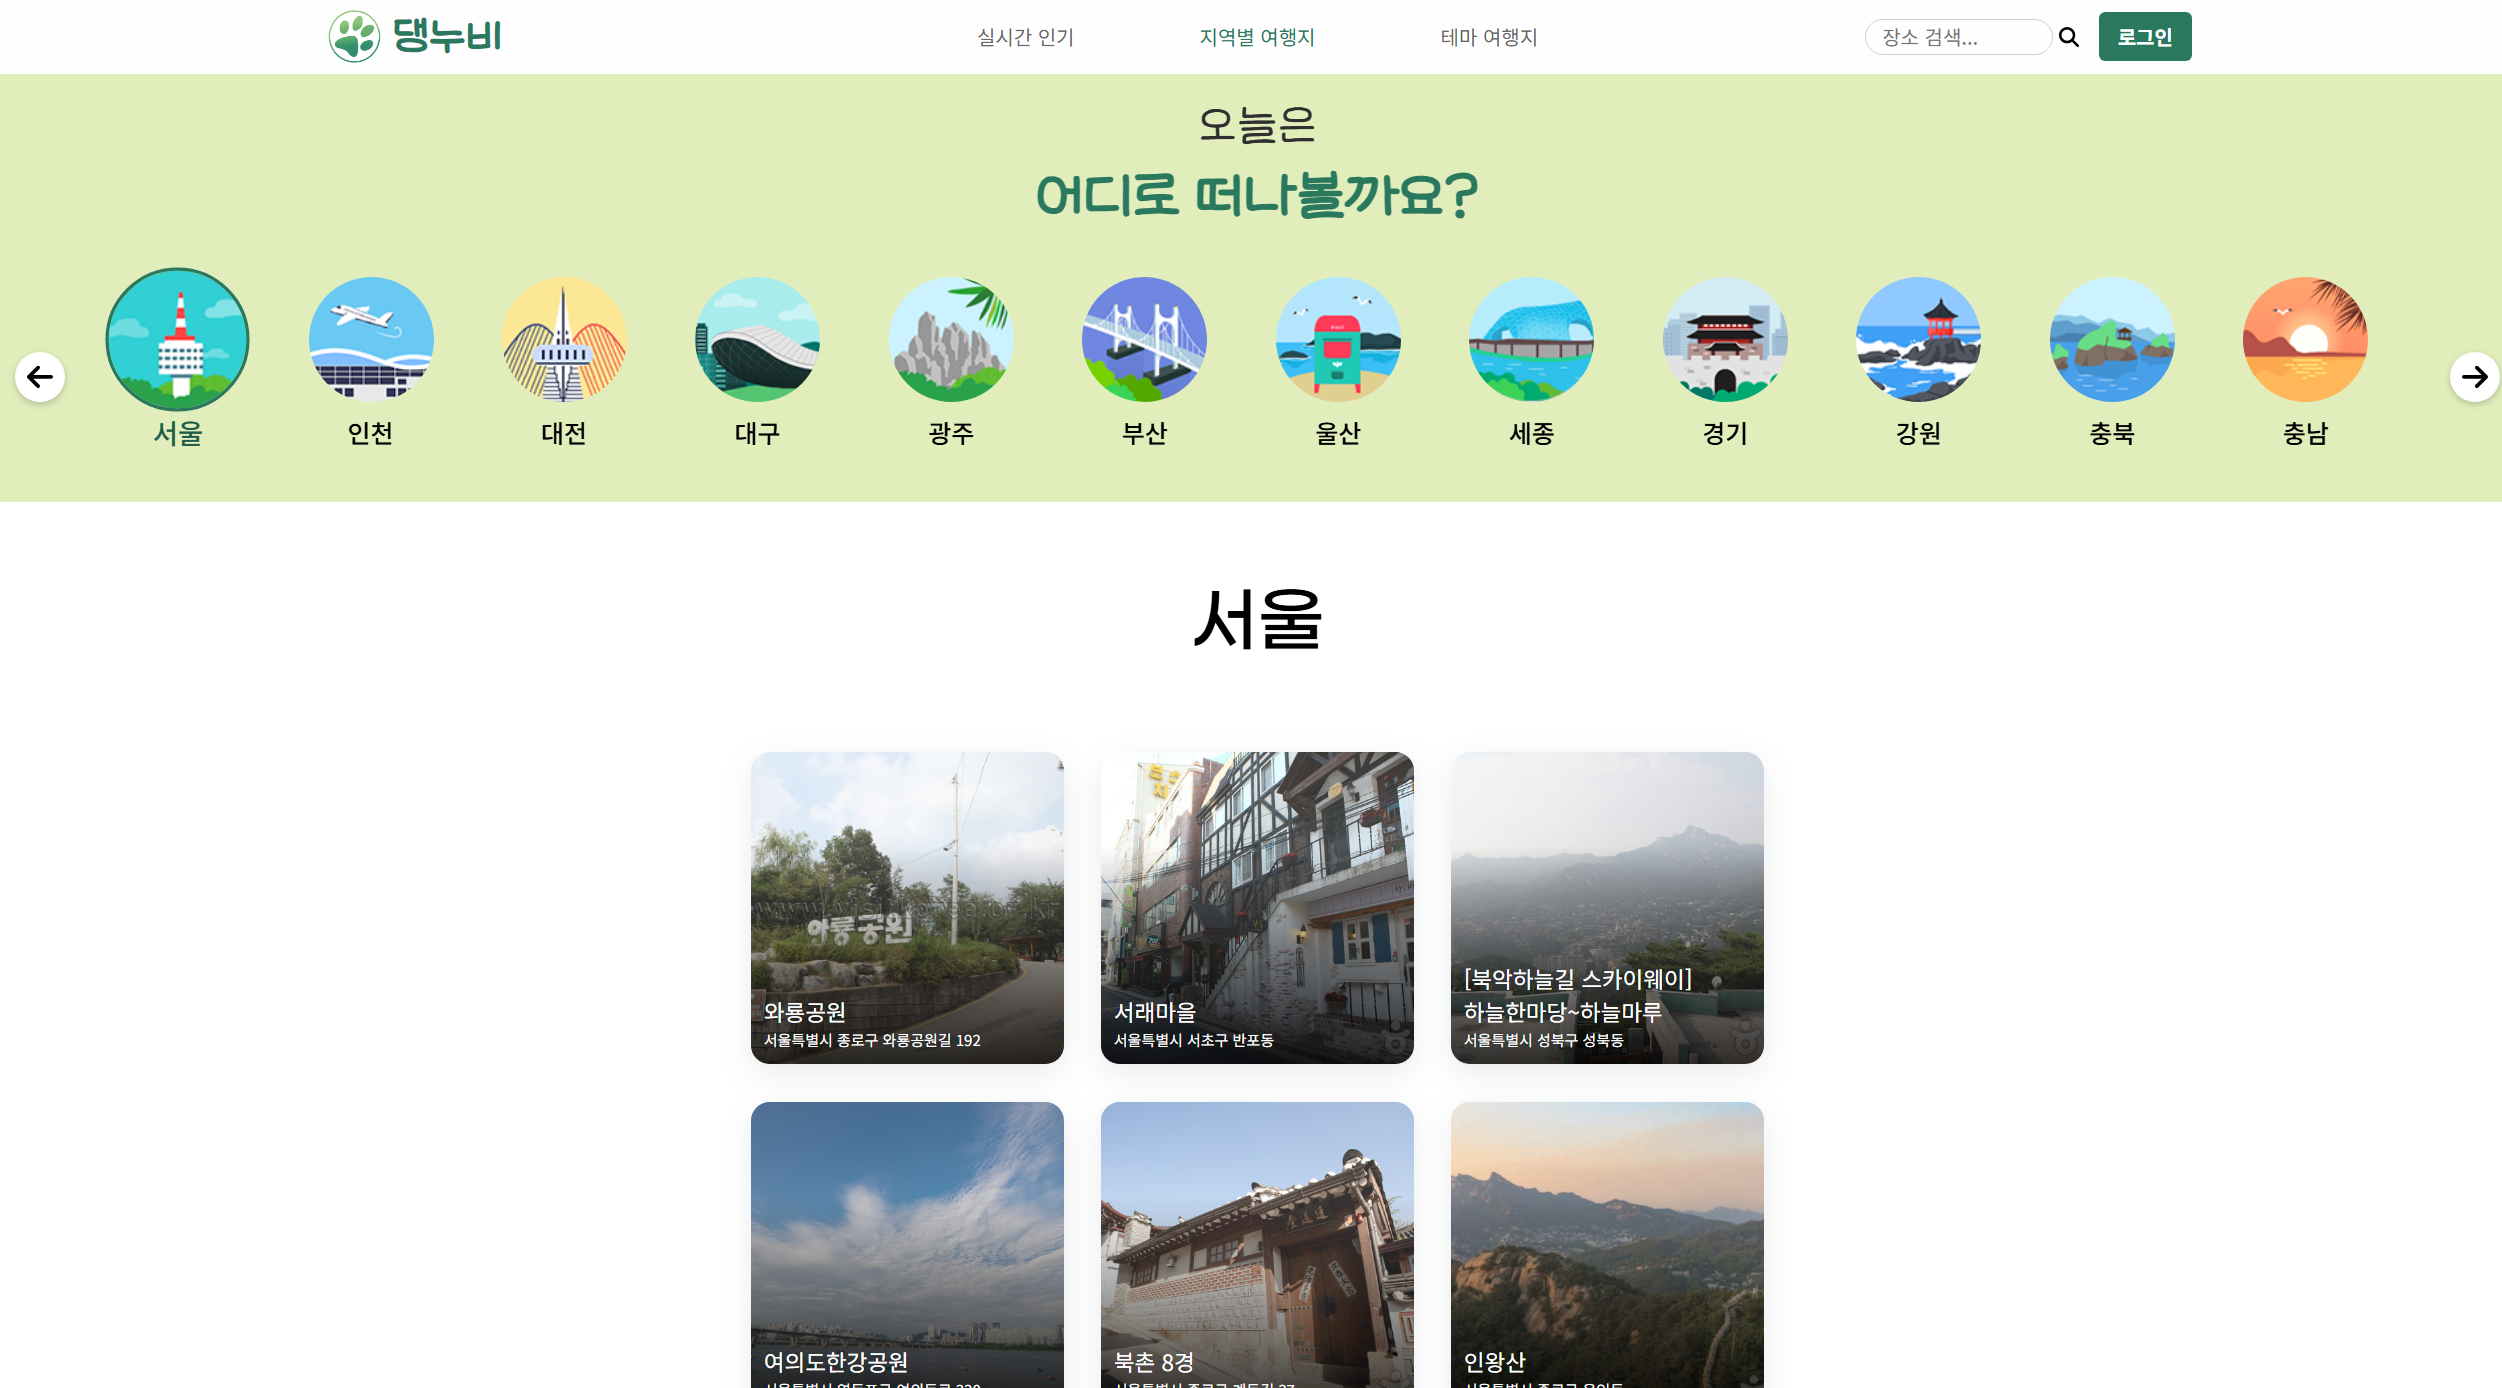 댕누비
실시간 인기
지역별 여행지
테마 여행지
장소 검색...
로그인
오늘은
어디로 떠나볼까요?
서울
인천
대전
대구
광주
부산
울산
세종
경기
강원
충북
충남
서울
와룡공원
와룡공원
서울특별시 종로구 와룡공원길 192
서래마을
서울특별시 서초구 반포동
[북악하늘길 스카이웨이]
하늘한마당~하늘마루
서울특별시 성북구 성북동
여의도한강공원
북촌 8경
인왕산